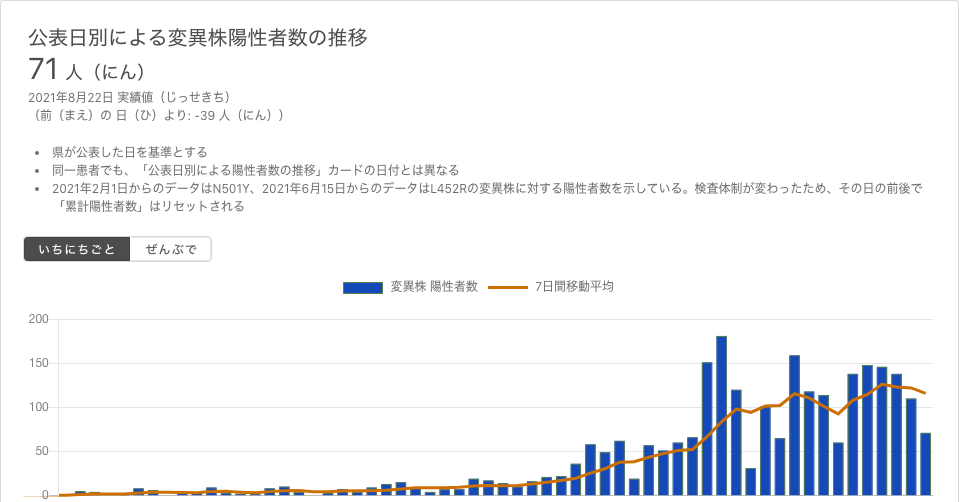 公表日別による変異株陽性者数の推移
71 人（にん）
2021年8月22日 実績値（じっせきち）
（前（まえ）の 日（ひ）より: -39 人（にん））
• 県が公表した日を基準とする
• 同一患者でも、「公表日別による陽性者数の推移」カードの日付とは異なる
• 2021年2月1日からのデータはN501Y、2021年6月15日からのデータはL452Rの変異株に対する陽性者数を示している。検査体制が変わったため、その日の前後で
「累計陽性者数」はリセットされる
いちにちごと ぜんぶで
変異株 陽性者数 7日間移動平均
200
150
100
50
0